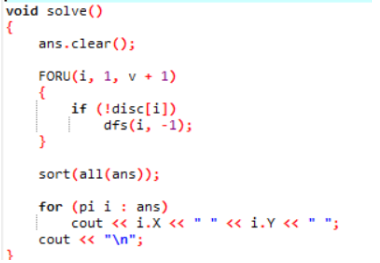 void solve()
{
    ans.clear();
    FORU(i, 1, v + 1)
    {
        if (!disc[i])
            dfs(i, -1);
    }
    sort(all(ans));
    for (pi i : ans)
        cout << i.X << " " << i.Y << " ";
    cout << "\n";
}